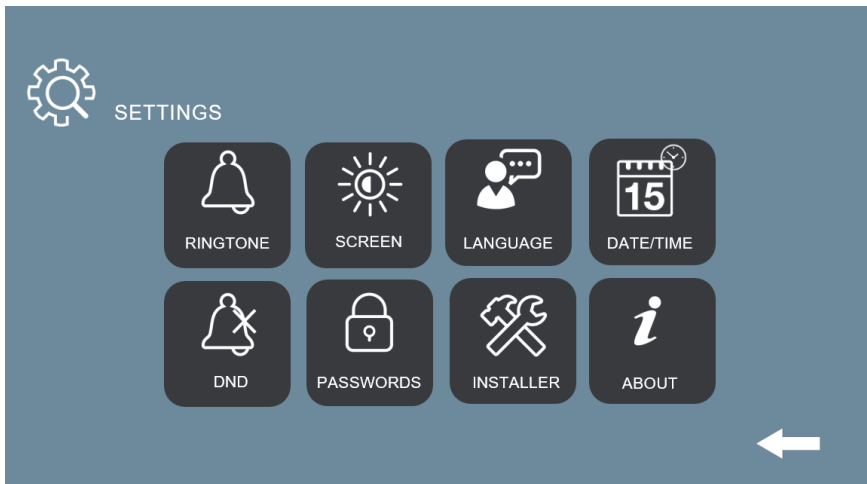 SETTINGS
RINGTONE
SCREEN
LANGUAGE
15
DATE/TIME
DND
PASSWORDS
INSTALLER
i
ABOUT